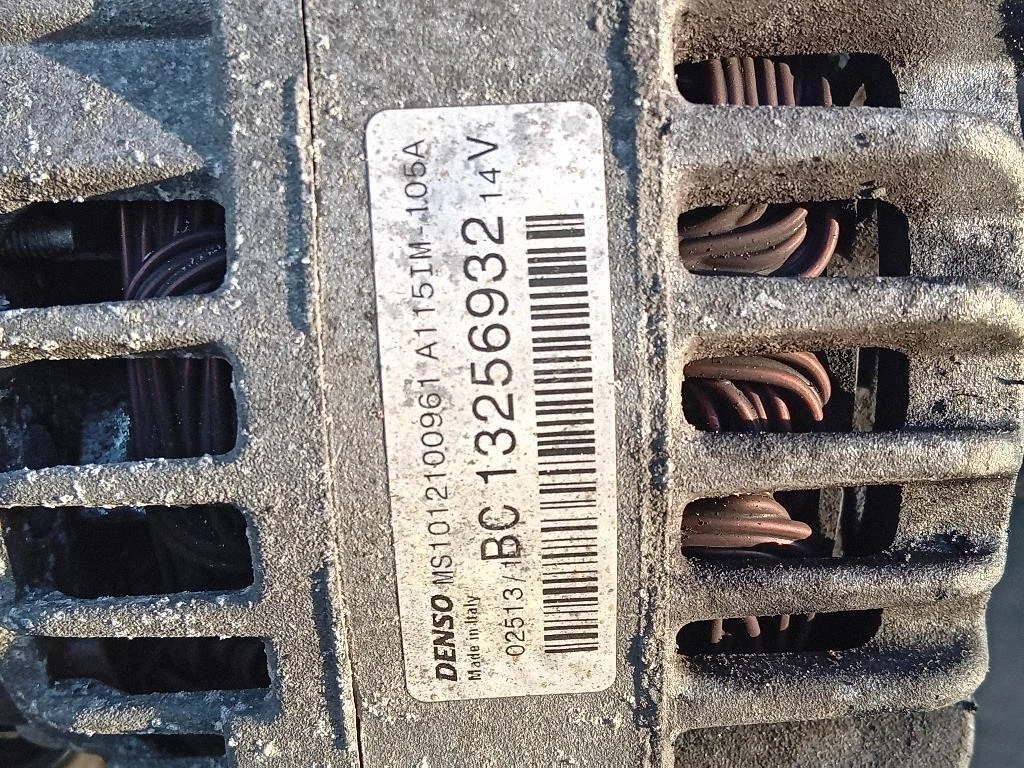 DENSO MS1012100961 A115IM-105A
Made in Italy
BC 13256932 14V
02513/1